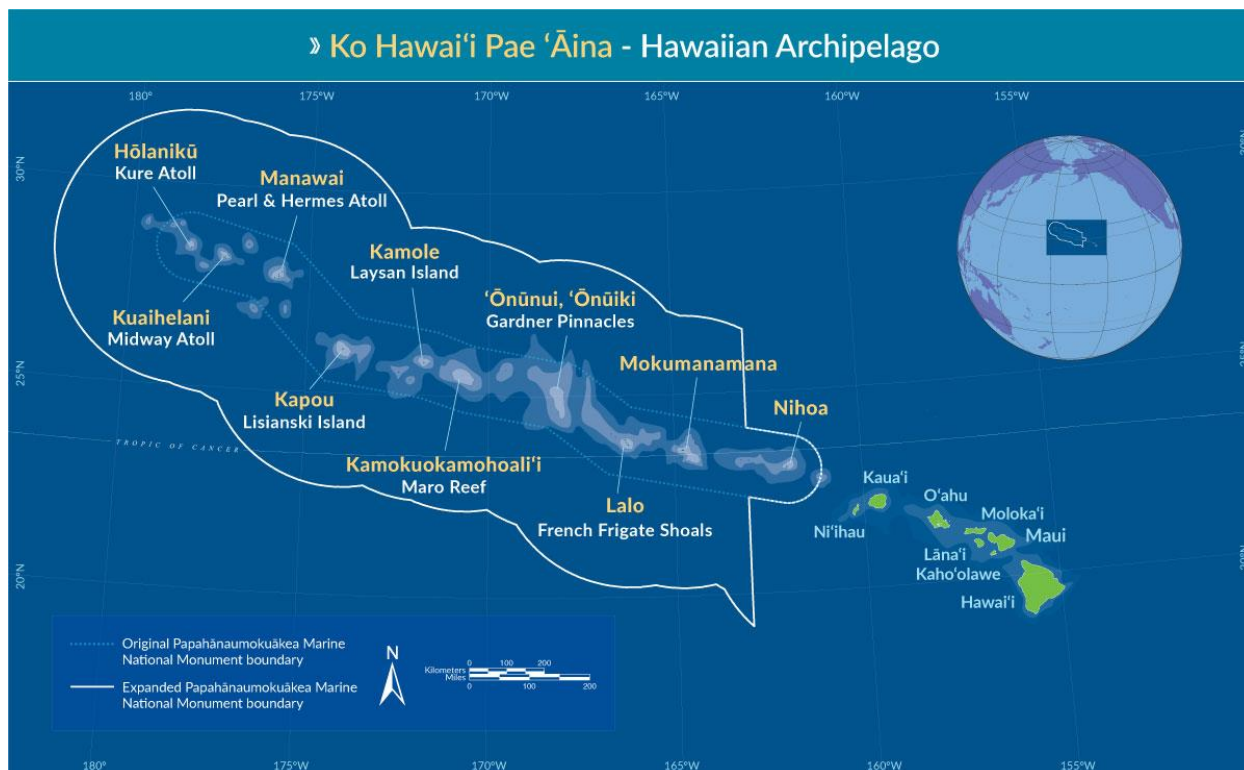 » Ko Hawaiʻi Pae ʻĀina - Hawaiian Archipelago
180°
175°W
170°W
165°W
160°W
155°W
30°N
30°N
Hōlanikū
Kure Atoll
Manawai
Pearl & Hermes Atoll
Kamole
Laysan Island
ʻŌnūnui, ʻŌnūiki
Gardner Pinnacles
Kuaihelani
Midway Atoll
Mokumanamana
25°N
25°N
Kapou
Lisianski Island
Nihoa
TROPIC OF CANCER
Kamokuokamohoaliʻi
Maro Reef
Lalo
French Frigate Shoals
Kauaʻi
Niʻihau
Oʻahu
Molokaʻi
Maui
Lānaʻi
Kahoʻolawe
Hawaiʻi
20°N
20°N
Original Papahānaumokuākea Marine
National Monument boundary
Expanded Papahānaumokuākea Marine
National Monument boundary
N
0 100 200
Kilometers
Miles
0 100 200
180°
175°W
170°W
165°W
160°W
155°W